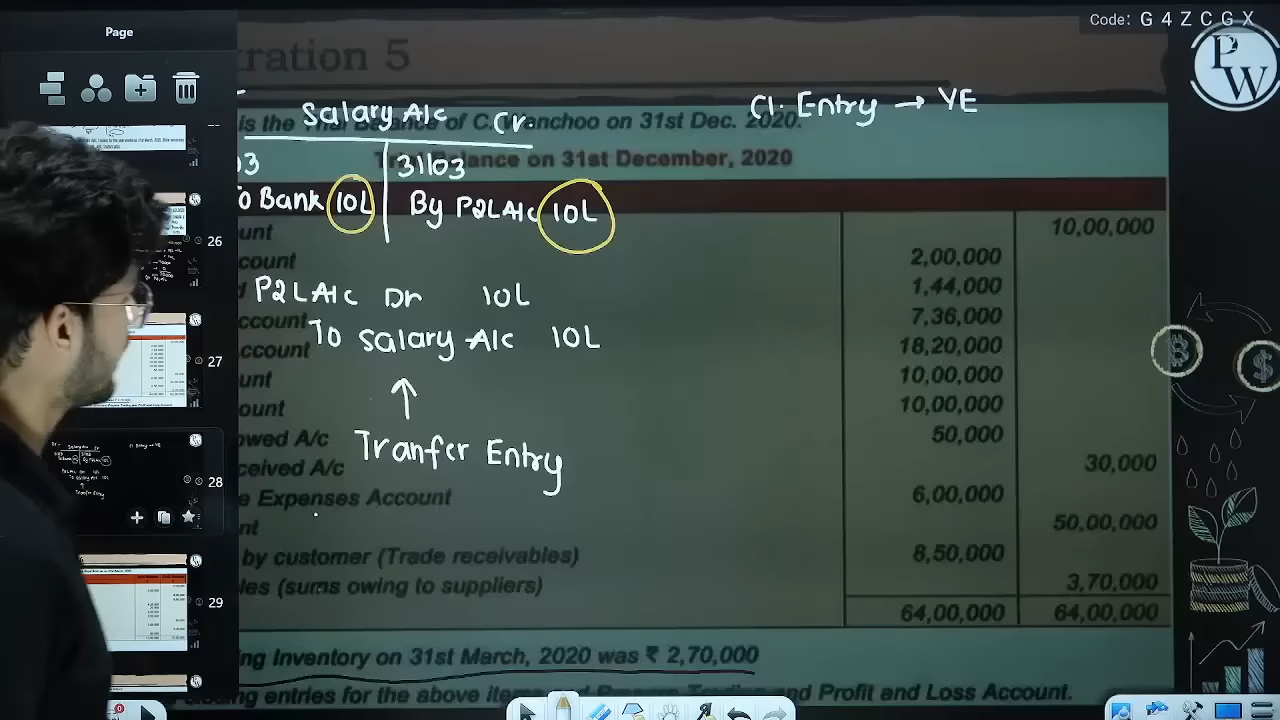 Page
Code: G 4 Z C G X
ration 5
PW
Salary A/c Cr.
Cl. Entry → YE
is the Trial Balance of C. Wanchoo on 31st Dec. 2020.
03
31/03
Balance on 31st December, 2020
To Bank 10L
By P2L A/c 10L
unt 10,00,000
count 2,00,000
P2L A/c Dr 10L
1,44,000
ccount 7,36,000
To Salary A/c 10L
ccount 18,20,000
unt 10,00,000
ount 10,00,000
owed A/c 50,000
Tranfer Entry
ceived A/c 30,000
e Expenses Account 6,00,000
nt 50,00,000
by customer (Trade receivables) 8,50,000
les (sums owing to suppliers) 3,70,000
64,00,000 64,00,000
ng Inventory on 31st March, 2020 was ₹ 2,70,000
entries for the above items and Trading and Profit and Loss Account.
26
27
28
29